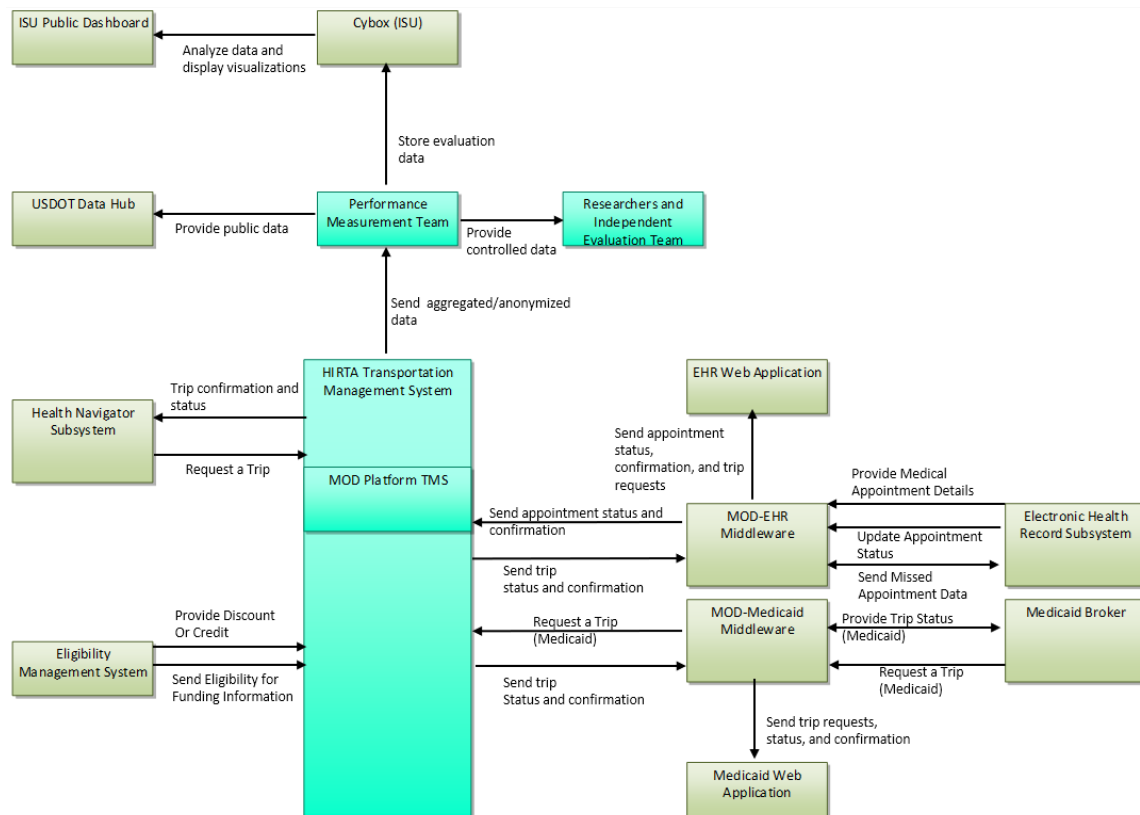 ISU Public Dashboard
Cybox (ISU)
Analyze data and
display visualizations
Store evaluation
data
USDOT Data Hub
Performance
Measurement Team
Researchers and
Independent
Evaluation Team
Provide public data
Provide
controlled data
Send  aggregated/anonymized
data
HIRTA Transportation
Management System
EHR Web Application
Trip confirmation and
status
Health Navigator
Subsystem
Request a Trip
Send appointment
status,
confirmation, and trip
requests
MOD Platform TMS
Provide Medical
Appointment Details
Send appointment status and
confirmation
MOD-EHR
Middleware
Electronic Health
Record Subsystem
Update Appointment
Status
Send trip
status and confirmation
Send Missed
Appointment Data
Provide Discount
Or Credit
Request a Trip
(Medicaid)
MOD-Medicaid
Middleware
Provide Trip Status
(Medicaid)
Medicaid Broker
Eligibility
Management System
Send Eligibility for
Funding Information
Send trip
Status and confirmation
Request a Trip
(Medicaid)
Send trip requests,
status, and confirmation
Medicaid Web
Application